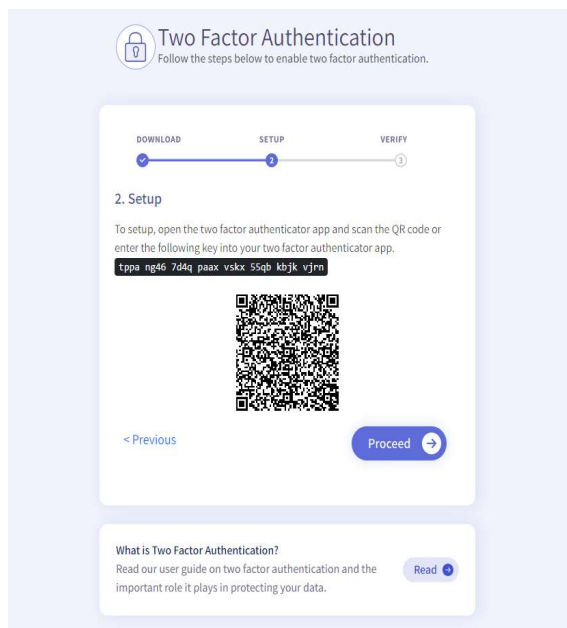 Two Factor Authentication
Follow the steps below to enable two factor authentication.
DOWNLOAD SETUP VERIFY
2 3
2. Setup
To setup, open the two factor authenticator app and scan the QR code or
enter the following key into your two factor authenticator app.
tppa ng46 7d4q paax vskx 55qb kbjk vjrn
< Previous
Proceed
What is Two Factor Authentication?
Read our user guide on two factor authentication and the
important role it plays in protecting your data.
Read